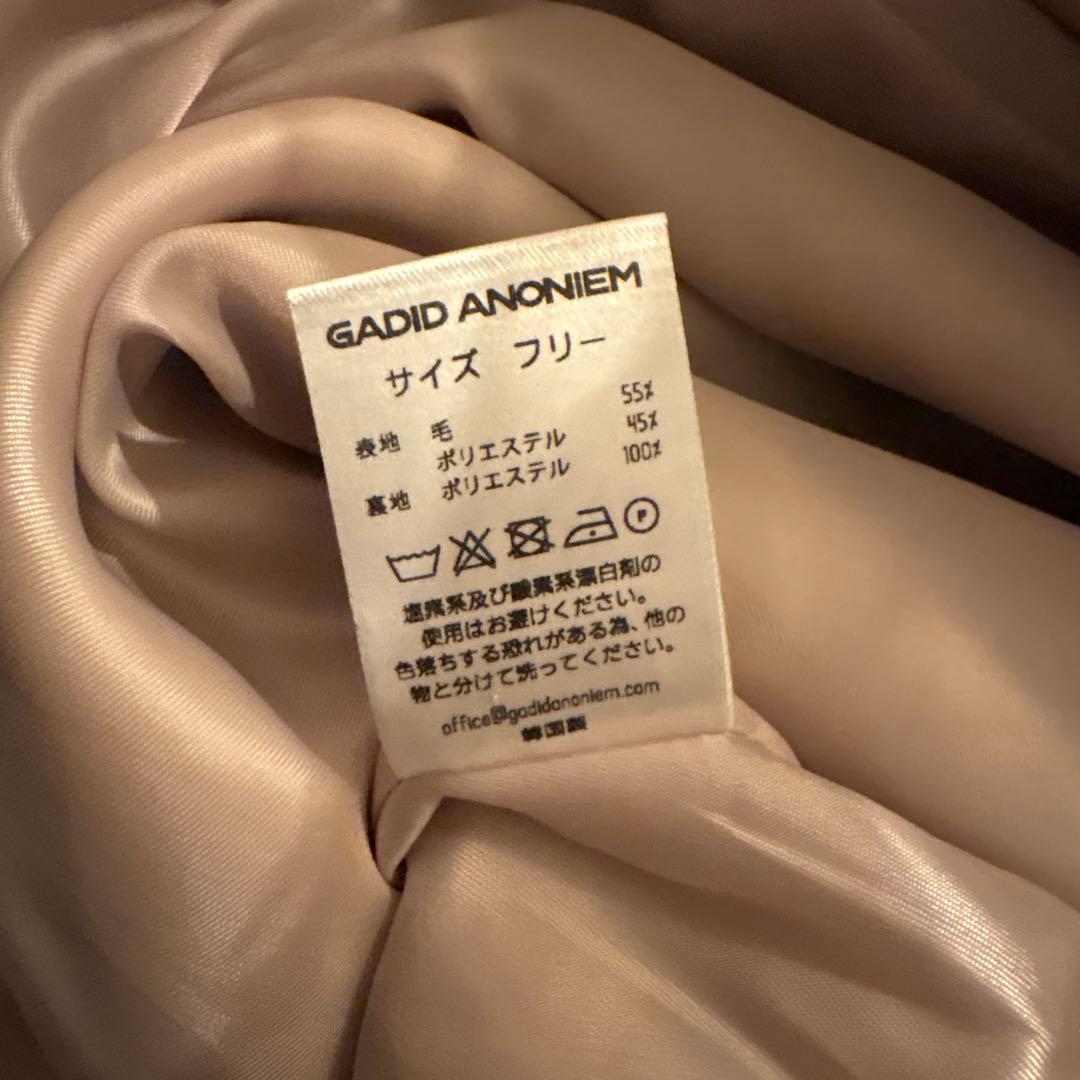 GADID ANONIEM
サイズ フリー
表地 毛 55%
ポリエステル 45%
裏地 ポリエステル 100%
P
塩素系及び酸素系漂白剤の
使用はお避けください。
色落ちする恐れがある為、他の
物と分けて洗ってください。
office@gadidanoniem.com
韓国製